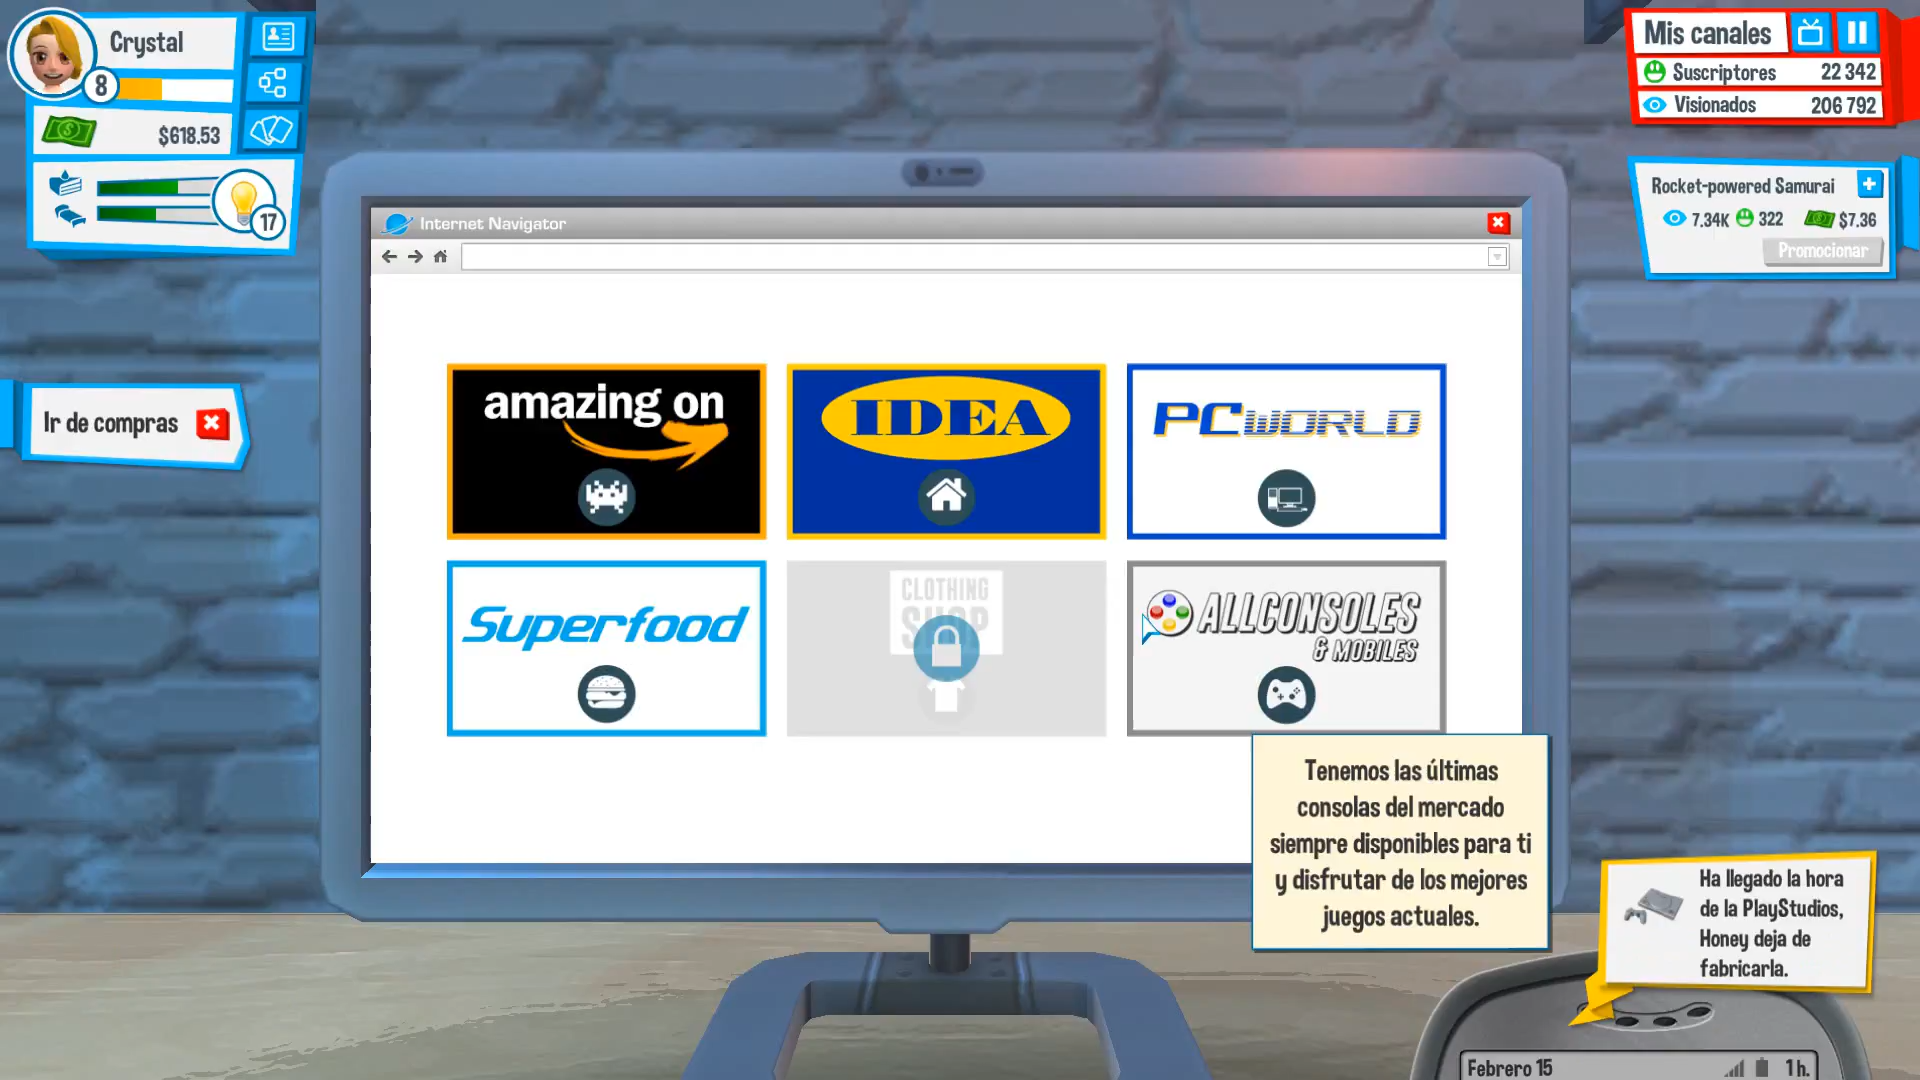 Crystal
8
$618.53
17
Mis canales
Suscriptores 22 342
Visionados 206 792
Rocket-powered Samurai
7.34K 322 $7.36
Promocionar
Ir de compras
Internet Navigator
amazing on
IDEA
PCWORLD
Superfood
CLOTHING
SHOP
ALLCONSOLES
& MOBILES
Tenemos las últimas
consolas del mercado
siempre disponibles para ti
y disfrutar de los mejores
juegos actuales.
Ha llegado la hora
de la PlayStudios,
Honey deja de
fabricarla.
Febrero 15
1 h.